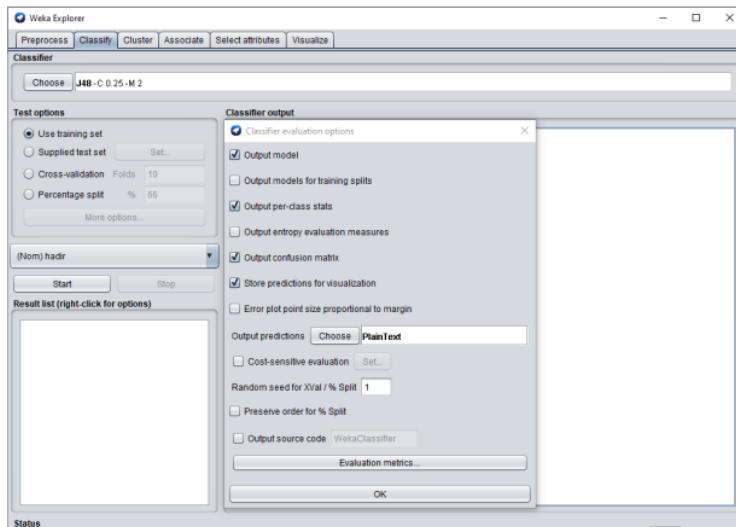 Weka Explorer
Preprocess Classify Cluster Associate Select attributes Visualize
Classifier
Choose J48 -C 0.25 -M 2
Test options
Use training set
Supplied test set Set...
Cross-validation Folds 10
Percentage split % 66
More options...
(Nom) hadir
Start Stop
Result list (right-click for options)
Classifier output
Classifier evaluation options
Output model
Output models for training splits
Output per-class stats
Output entropy evaluation measures
Output confusion matrix
Store predictions for visualization
Error plot point size proportional to margin
Output predictions Choose PlainText
Cost-sensitive evaluation Set...
Random seed for XVal / % Split 1
Preserve order for % Split
Output source code WekaClassifier
Evaluation metrics...
OK
Status